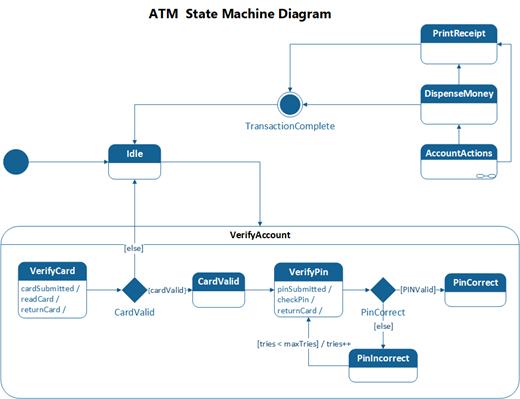 ATM State Machine Diagram
PrintReceipt
DispenseMoney
TransactionComplete
AccountActions
Idle
VerifyAccount
[else]
VerifyCard
cardSubmitted /
readCard /
returnCard /
CardValid
[cardValid]
CardValid
VerifyPin
pinSubmitted /
checkPin /
returnCard /
PinCorrect
[PINValid]
PinCorrect
[else]
[tries < maxTries] / tries++
PinIncorrect